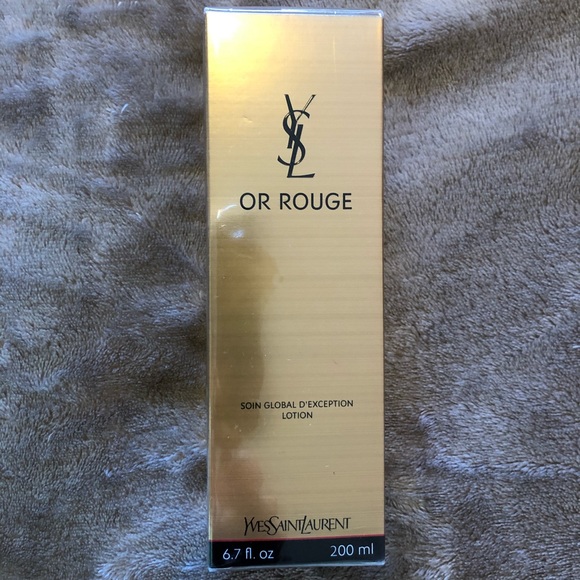 YSL
OR ROUGE
SOIN GLOBAL D'EXCEPTION
LOTION
YVESSAINTLAURENT
6.7 fl. oz 200 ml